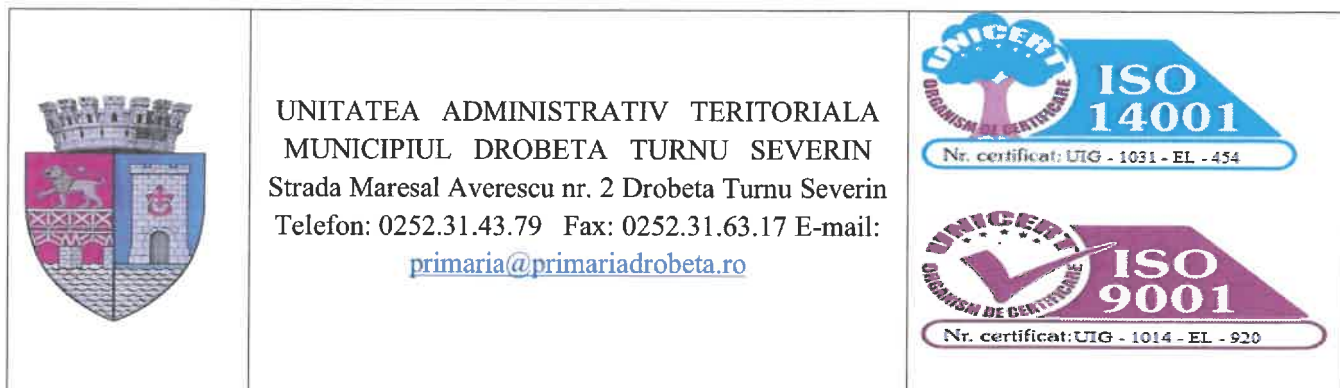 UNITATEA ADMINISTRATIV TERITORIALA
MUNICIPIUL DROBETA TURNU SEVERIN
Strada Maresal Averescu nr. 2 Drobeta Turnu Severin
Telefon: 0252.31.43.79 Fax: 0252.31.63.17 E-mail:
primaria@primariadrobeta.ro
UNICERT
ORGANISM DE CERTIFICARE
ISO
14001
Nr. certificat: UIG - 1031 - EL - 454
UNICERT
ORGANISM DE CERTIFICARE
ISO
9001
Nr. certificat: UIG - 1014 - EL - 920